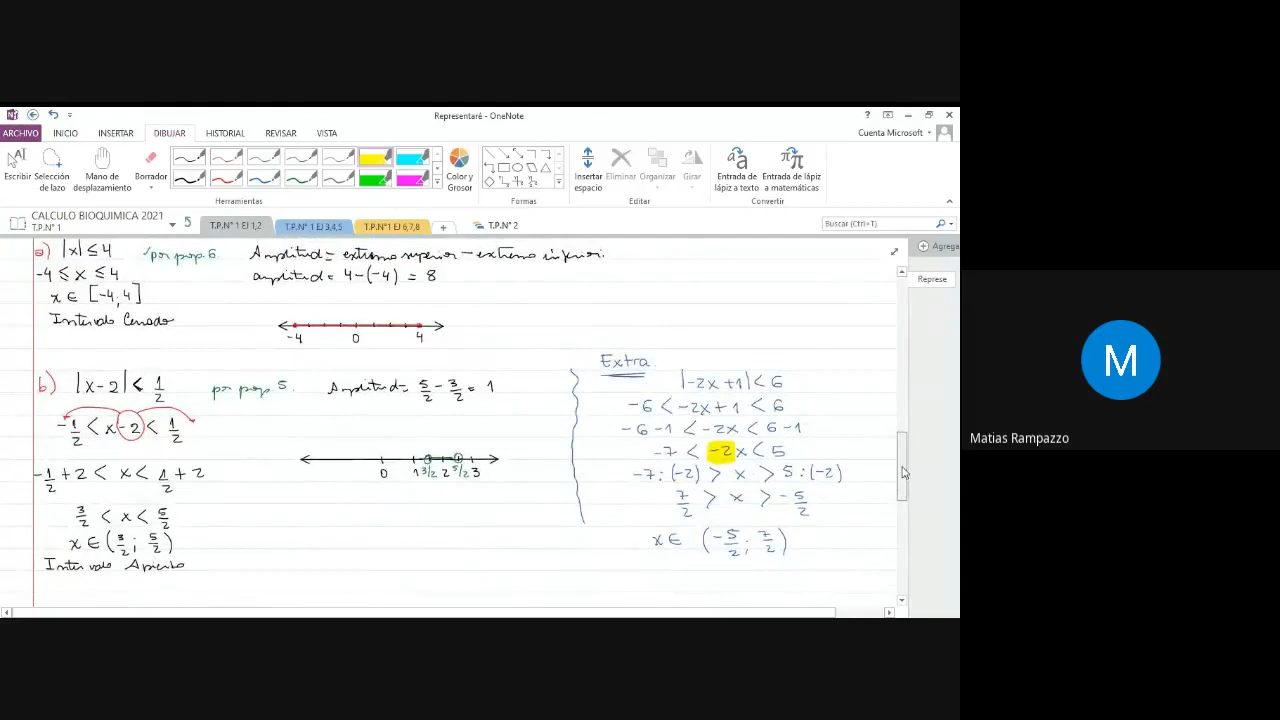 Representaré - OneNote
ARCHIVO INICIO INSERTAR DIBUJAR HISTORIAL REVISAR VISTA
Cuenta Microsoft
Escribir Selección de lazo Mano de desplazamiento Borrador Color y Grosor Insertar espacio Eliminar Organizar Girar Entrada de lápiz a texto Entrada de lápiz a matemáticas
Herramientas Formas Editar Convertir
CALCULO BIOQUIMICA 2021
T.P.N° 1
T.P.N° 1 EJ 1,2 T.P.N° 1 EJ 3,4,5 T.P.N° 1 EJ 6,7,8 + T.P.N° 2
Buscar (Ctrl+T)
Agrega
Represe
a) |x| ≤ 4 por prop. 6. Amplitud = extremo superior - extremo inferior.
-4 ≤ x ≤ 4 amplitud = 4-(-4) = 8
x ∈ [-4; 4]
Intervalo Cerrado
-4 0 4
b) |x-2| < 1/2 por prop. 5. Amplitud = 5/2 - 3/2 = 1
-1/2 < x-2 < 1/2
-1/2 + 2 < x < 1/2 + 2
0 1 3/2 2 5/2 3
3/2 < x < 5/2
x ∈ (3/2; 5/2)
Intervalo Abierto
Extra
|-2x+1| < 6
-6 < -2x+1 < 6
-6-1 < -2x < 6-1
-7 < -2x < 5
-7:(-2) > x > 5:(-2)
7/2 > x > -5/2
x ∈ (-5/2; 7/2)
M
Matias Rampazzo